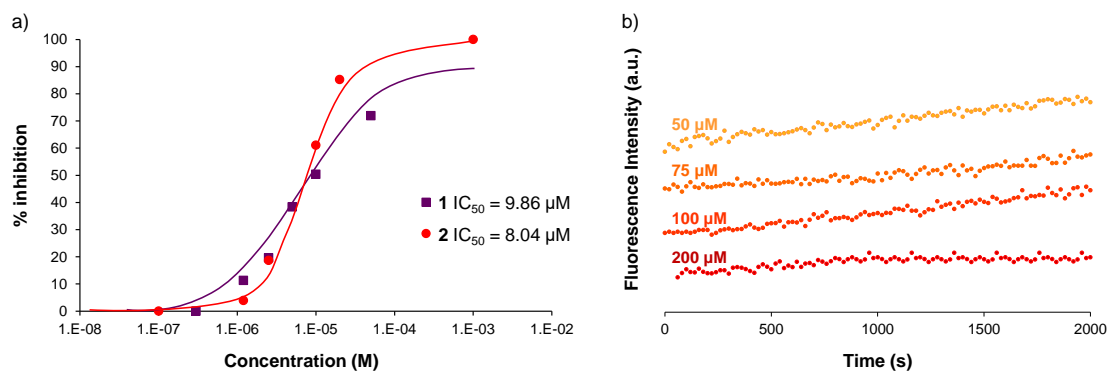 a)
100
90
80
70
60
50
40
30
20
10
0
% inhibition
1.E-08 1.E-07 1.E-06 1.E-05 1.E-04 1.E-03 1.E-02
Concentration (M)
1 IC50 = 9.86 µM
2 IC50 = 8.04 µM
b)
Fluorescence Intensity (a.u.)
50 µM
75 µM
100 µM
200 µM
0 500 1000 1500 2000
Time (s)